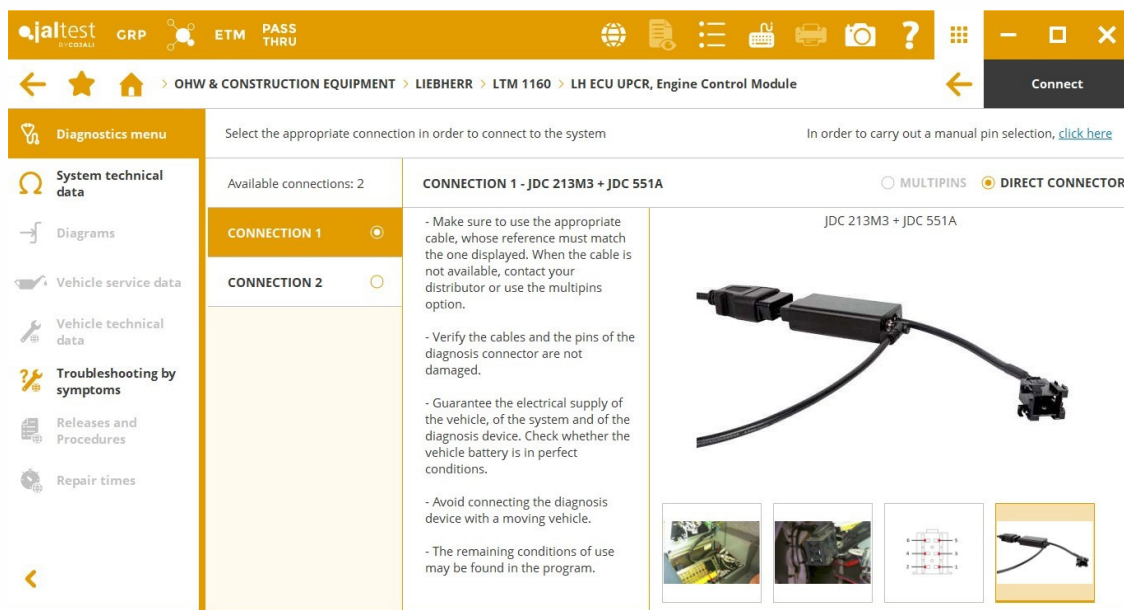 jaltest GRP ETM PASS THRU ?
BY COJALI
> OHW & CONSTRUCTION EQUIPMENT > LIEBHERR > LTM 1160 > LH ECU UPCR, Engine Control Module
Connect
Diagnostics menu
System technical
data
Diagrams
Vehicle service data
Vehicle technical
data
Troubleshooting by
symptoms
Releases and
Procedures
Repair times
Select the appropriate connection in order to connect to the system
In order to carry out a manual pin selection, click here
Available connections: 2
CONNECTION 1
CONNECTION 2
CONNECTION 1 - JDC 213M3 + JDC 551A
MULTIPINS
DIRECT CONNECTOR
- Make sure to use the appropriate
cable, whose reference must match
the one displayed. When the cable is
not available, contact your
distributor or use the multipins
option.
- Verify the cables and the pins of the
diagnosis connector are not
damaged.
- Guarantee the electrical supply of
the vehicle, of the system and of the
diagnosis device. Check whether the
vehicle battery is in perfect
conditions.
- Avoid connecting the diagnosis
device with a moving vehicle.
- The remaining conditions of use
may be found in the program.
JDC 213M3 + JDC 551A
6 5
4 3
2 1